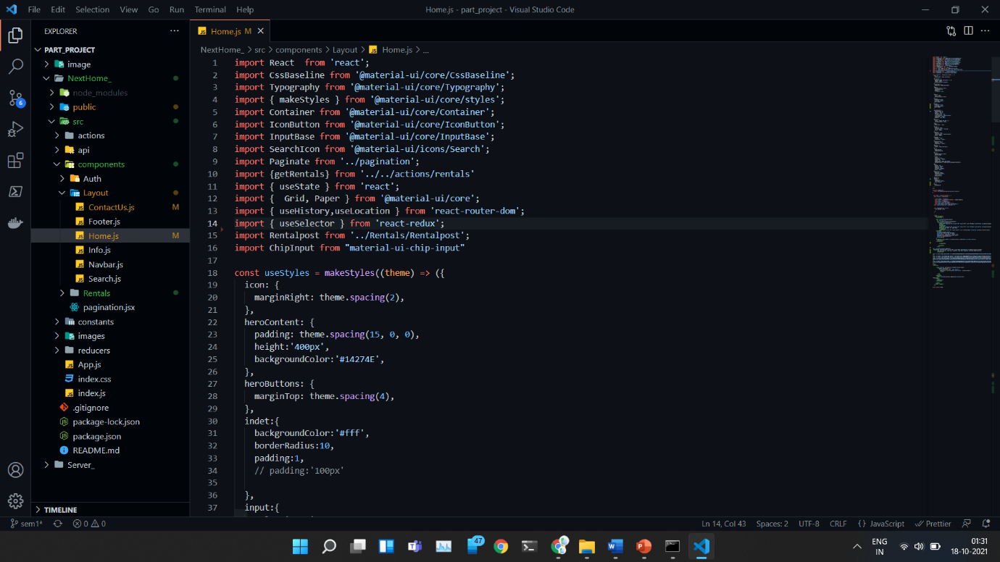 File Edit Selection View Go Run Terminal Help
Home.js - part_project - Visual Studio Code
EXPLORER
PART_PROJECT
image
NextHome_
node_modules
public
src
actions
api
components
Auth
Layout
ContactUs.js M
Footer.js
Home.js M
Info.js
Navbar.js
Search.js
Rentals
pagination.jsx
constants
images
reducers
App.js
index.css
index.js
.gitignore
package-lock.json
package.json
README.md
Server_
TIMELINE
6
Home.js M
NextHome_ > src > components > Layout > Home.js > ...
1 import React  from 'react';
2 import CssBaseline from '@material-ui/core/CssBaseline';
3 import Typography from '@material-ui/core/Typography';
4 import { makeStyles } from '@material-ui/core/styles';
5 import Container from '@material-ui/core/Container';
6 import IconButton from '@material-ui/core/IconButton';
7 import InputBase from '@material-ui/core/InputBase';
8 import SearchIcon from '@material-ui/icons/Search';
9 import Paginate from '../pagination';
10 import {getRentals} from '../../actions/rentals'
11 import { useState } from 'react';
12 import {  Grid, Paper } from '@material-ui/core';
13 import { useHistory,useLocation } from 'react-router-dom';
14 import { useSelector } from 'react-redux';
15 import Rentalpost from '../Rentals/Rentalpost';
16 import ChipInput from "material-ui-chip-input"
17
18 const useStyles = makeStyles((theme) => ({
19 icon: {
20 marginRight: theme.spacing(2),
21 },
22 heroContent: {
23 padding: theme.spacing(15, 0, 0),
24 height:'400px',
25 backgroundColor:'#14274E',
26 },
27 heroButtons: {
28 marginTop: theme.spacing(4),
29 },
30 indet:{
31 backgroundColor:'#fff',
32 borderRadius:10,
33 padding:1,
34 // padding:'100px'
35
36 },
37 input:{
sem1* 0 0
Ln 14, Col 43 Spaces: 2 UTF-8 CRLF {} JavaScript Prettier
47
ENG
IN
01:31
18-10-2021